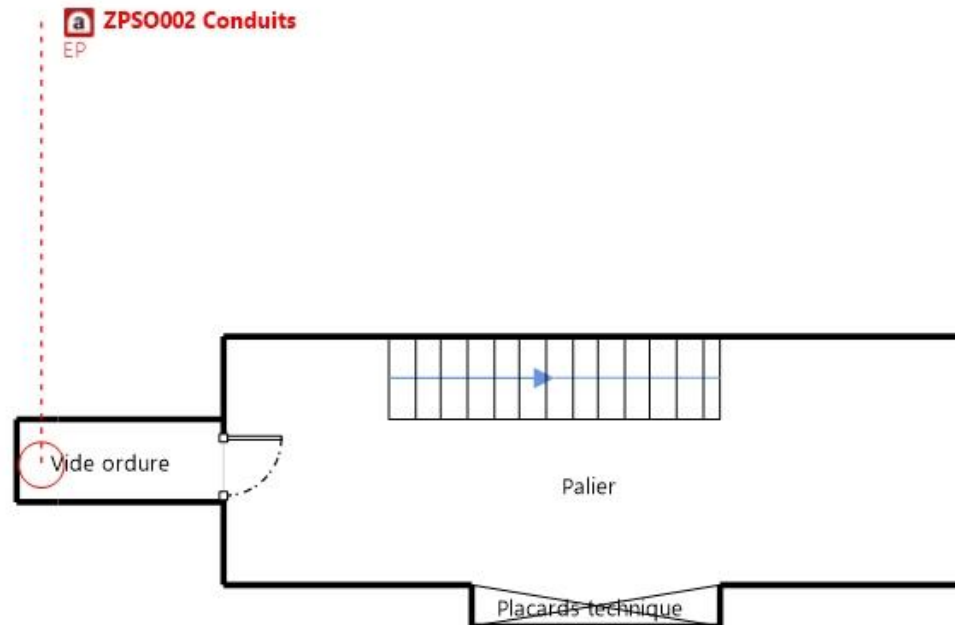 a ZPSO002 Conduits
EP
Vide ordure
Palier
Placards technique